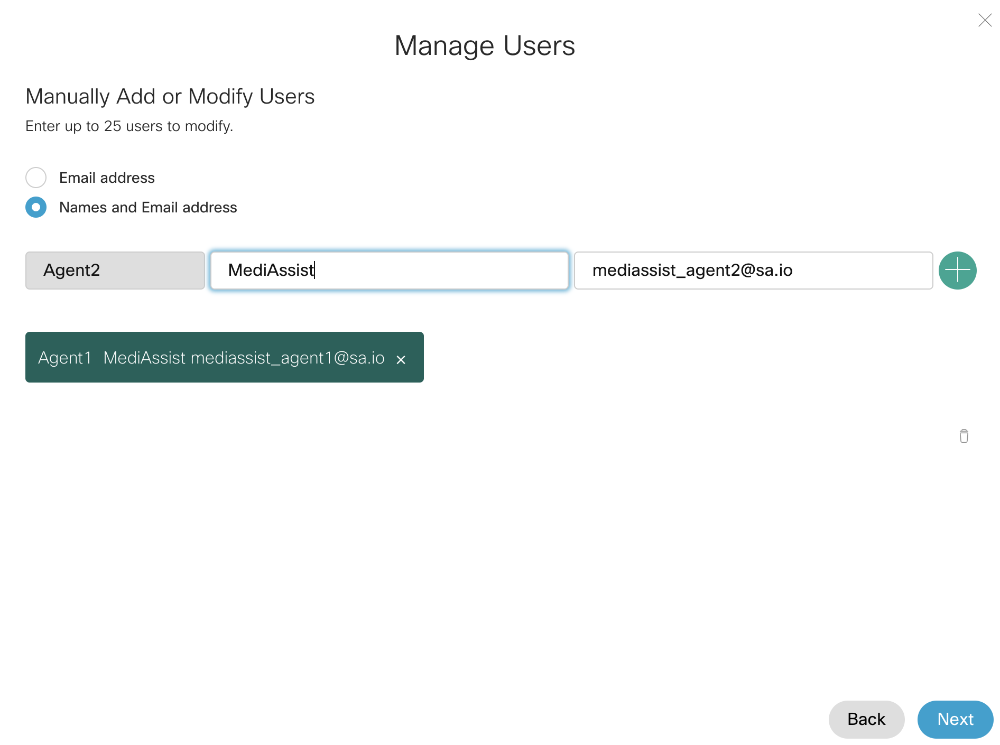 Manage Users
Manually Add or Modify Users
Enter up to 25 users to modify.
Email address
Names and Email address
Agent2 MediAssist mediassist_agent2@sa.io
Agent1 MediAssist mediassist_agent1@sa.io
Back Next